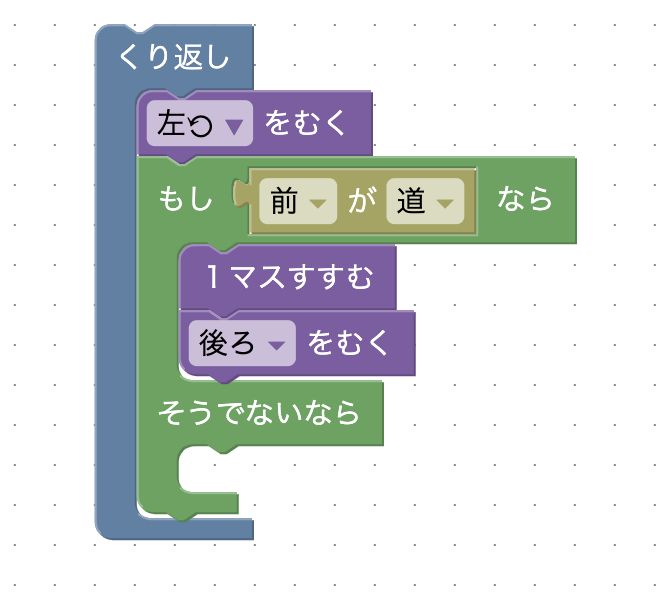 くり返し
左↺ ▼ をむく
もし 前 ▼ が 道 ▼ なら
1マスすすむ
後ろ ▼ をむく
そうでないなら